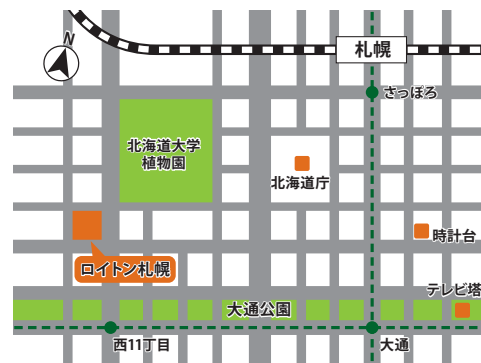 N
札幌
さっぽろ
北海道大学
植物園
北海道庁
時計台
ロイトン札幌
テレビ塔
大通公園
西11丁目
大通